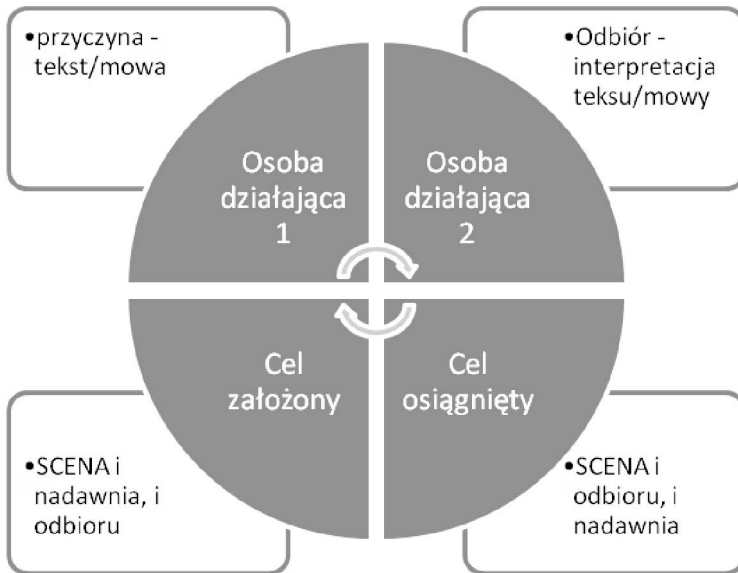 •przyczyna -
tekst/mowa
•Odbiór -
interpretacja
teksu/mowy
Osoba
działająca
1
Osoba
działająca
2
Cel
założony
Cel
osiągnięty
•SCENA i
nadawnia, i
odbioru
•SCENA i
odbioru, i
nadawnia